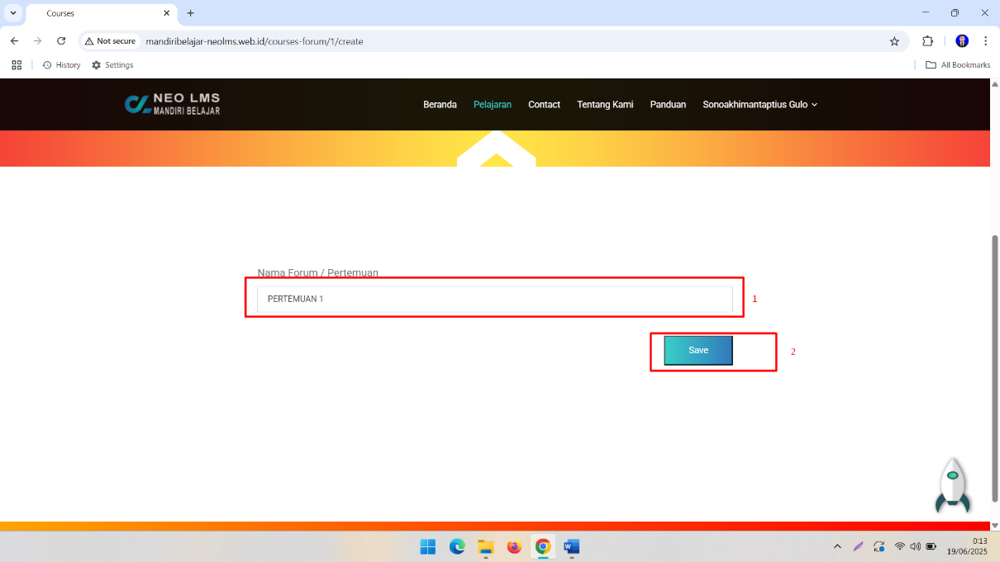 Courses
Not secure mandiribelajar-neolms.web.id/courses-forum/1/create
History Settings All Bookmarks
NEO LMS
MANDIRI BELAJAR
Beranda Pelajaran Contact Tentang Kami Panduan Sonoakhimantaptius Gulo
Nama Forum / Pertemuan
PERTEMUAN 1
1
Save
2
0:13
19/06/2025